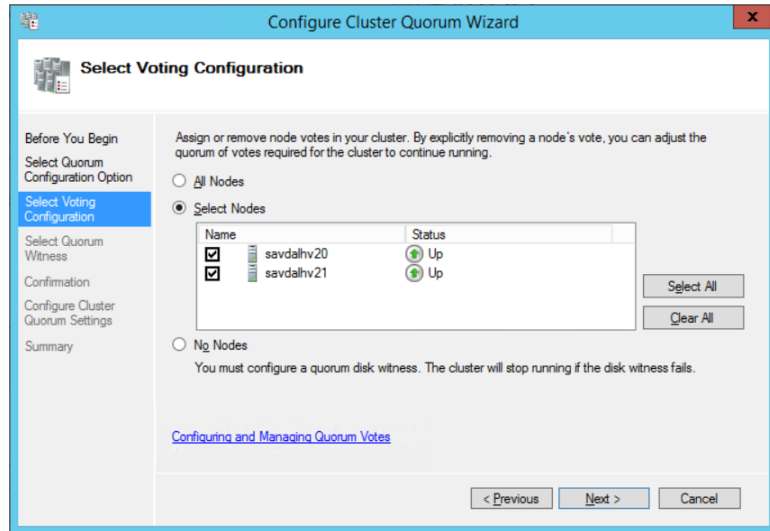 Configure Cluster Quorum Wizard
x
Select Voting Configuration
Before You Begin
Select Quorum
Configuration Option
Select Voting
Configuration
Select Quorum
Witness
Confirmation
Configure Cluster
Quorum Settings
Summary
Assign or remove node votes in your cluster. By explicitly removing a node's vote, you can adjust the
quorum of votes required for the cluster to continue running.
All Nodes
Select Nodes
Name Status
savdalhv20 Up
savdalhv21 Up
Select All
Clear All
No Nodes
You must configure a quorum disk witness. The cluster will stop running if the disk witness fails.
Configuring and Managing Quorum Votes
< Previous Next > Cancel